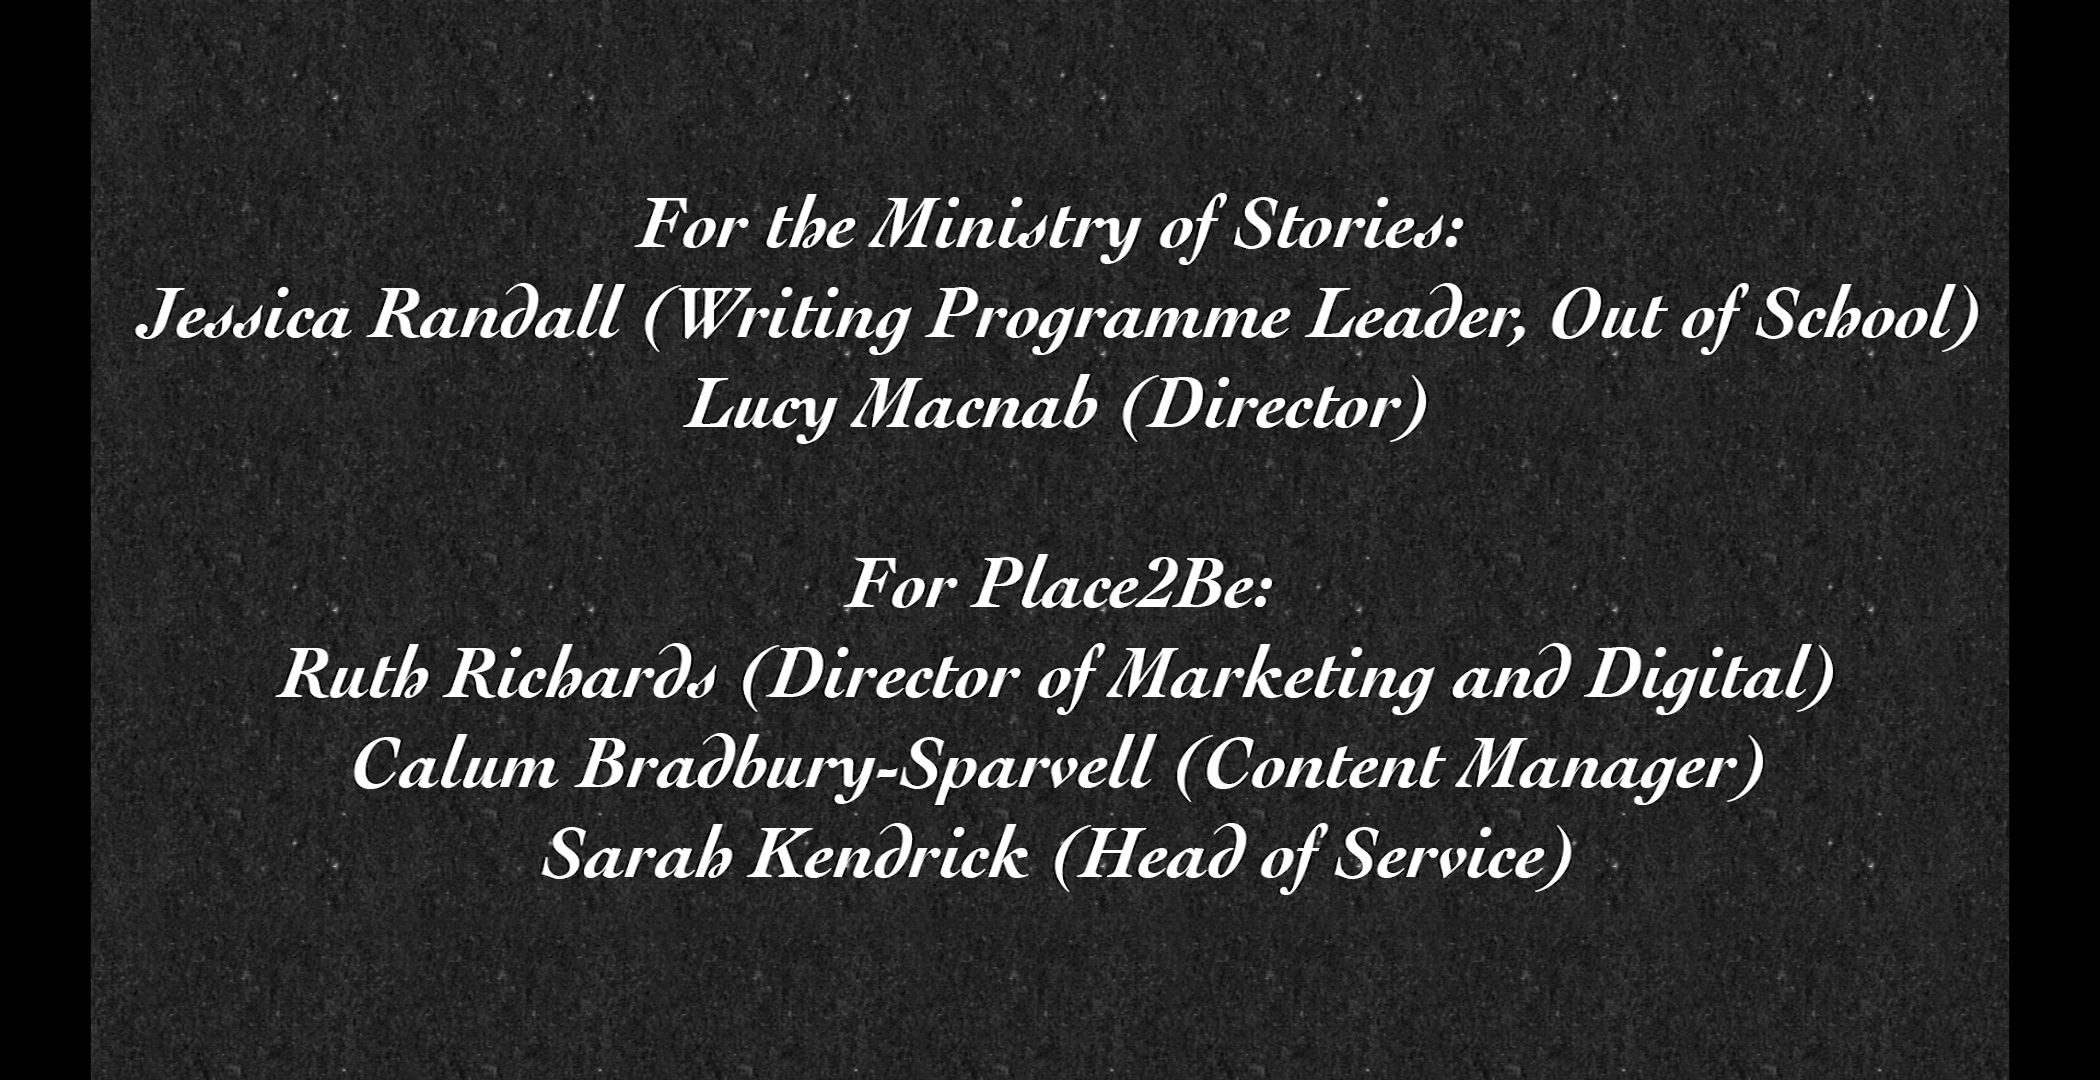 For the Ministry of Stories:
Jessica Randall (Writing Programme Leader, Out of School)
Lucy Macnab (Director)
For Place2Be:
Ruth Richards (Director of Marketing and Digital)
Calum Bradbury-Sparvell (Content Manager)
Sarah Kendrick (Head of Service)